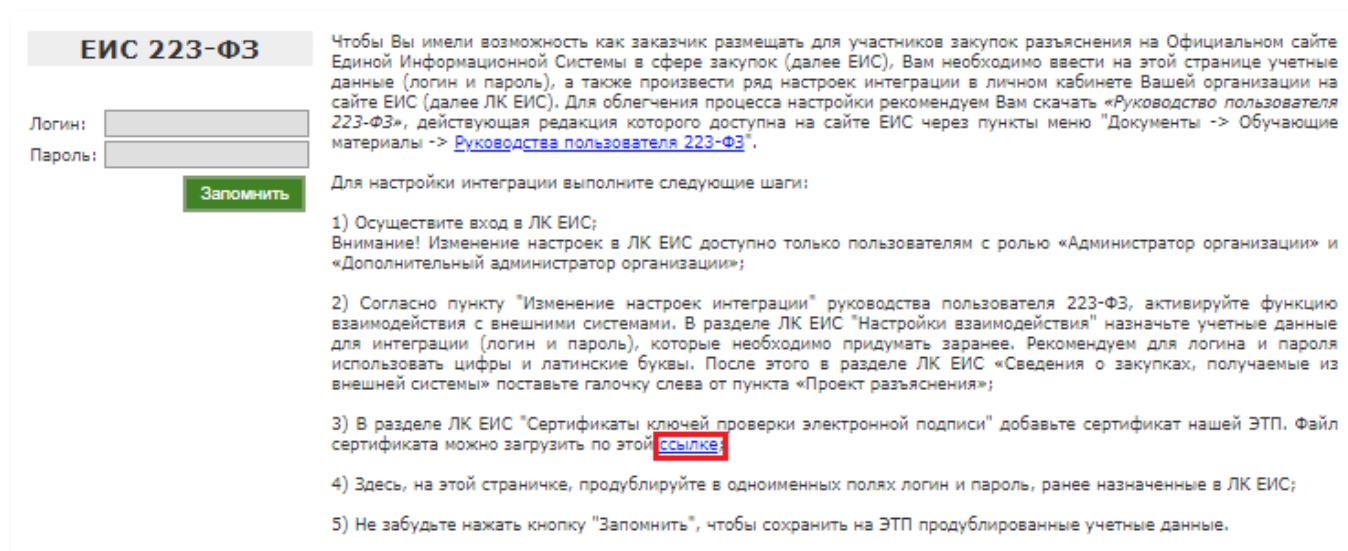 ЕИС 223-ФЗ
Логин:
Пароль:
Запомнить
Чтобы Вы имели возможность как заказчик размещать для участников закупок разъяснения на Официальном сайте
Единой Информационной Системы в сфере закупок (далее ЕИС), Вам необходимо ввести на этой странице учетные
данные (логин и пароль), а также произвести ряд настроек интеграции в личном кабинете Вашей организации на
сайте ЕИС (далее ЛК ЕИС). Для облегчения процесса настройки рекомендуем Вам скачать «Руководство пользователя
223-ФЗ», действующая редакция которого доступна на сайте ЕИС через пункты меню "Документы -> Обучающие
материалы -> Руководства пользователя 223-ФЗ".
Для настройки интеграции выполните следующие шаги:
1) Осуществите вход в ЛК ЕИС;
Внимание! Изменение настроек в ЛК ЕИС доступно только пользователям с ролью «Администратор организации» и
«Дополнительный администратор организации»;
2) Согласно пункту "Изменение настроек интеграции" руководства пользователя 223-ФЗ, активируйте функцию
взаимодействия с внешними системами. В разделе ЛК ЕИС "Настройки взаимодействия" назначьте учетные данные
для интеграции (логин и пароль), которые необходимо придумать заранее. Рекомендуем для логина и пароля
использовать цифры и латинские буквы. После этого в разделе ЛК ЕИС «Сведения о закупках, получаемые из
внешней системы» поставьте галочку слева от пункта «Проект разъяснения»;
3) В разделе ЛК ЕИС "Сертификаты ключей проверки электронной подписи" добавьте сертификат нашей ЭТП. Файл
сертификата можно загрузить по этой ссылке;
4) Здесь, на этой страничке, продублируйте в одноименных полях логин и пароль, ранее назначенные в ЛК ЕИС;
5) Не забудьте нажать кнопку "Запомнить", чтобы сохранить на ЭТП продублированные учетные данные.